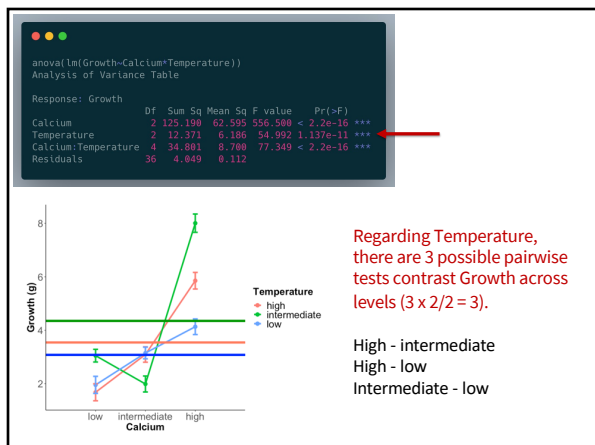 anova(lm(Growth~Calcium*Temperature))
Analysis of Variance Table
Response: Growth
Df Sum Sq Mean Sq F value Pr(>F)
Calcium 2 125.190 62.595 556.500 < 2.2e-16 ***
Temperature 2 12.371 6.186 54.992 1.137e-11 ***
Calcium:Temperature 4 34.801 8.700 77.349 < 2.2e-16 ***
Residuals 36 4.049 0.112
8
6
4
2
Growth (g)
low intermediate high
Calcium
Temperature
high
intermediate
low
Regarding Temperature,
there are 3 possible pairwise
tests contrast Growth across
levels (3 x 2/2 = 3).
High - intermediate
High - low
Intermediate - low